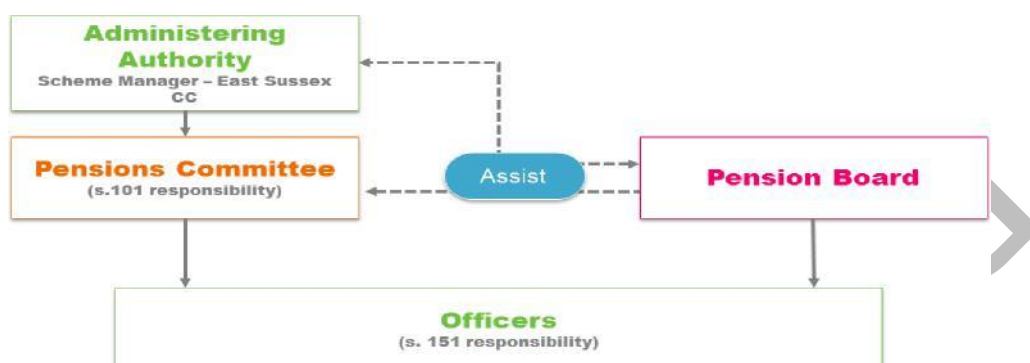 Administering
Authority
Scheme Manager – East Sussex
CC
Pensions Committee
(s.101 responsibility)
Assist
Pension Board
Officers
(s. 151 responsibility)